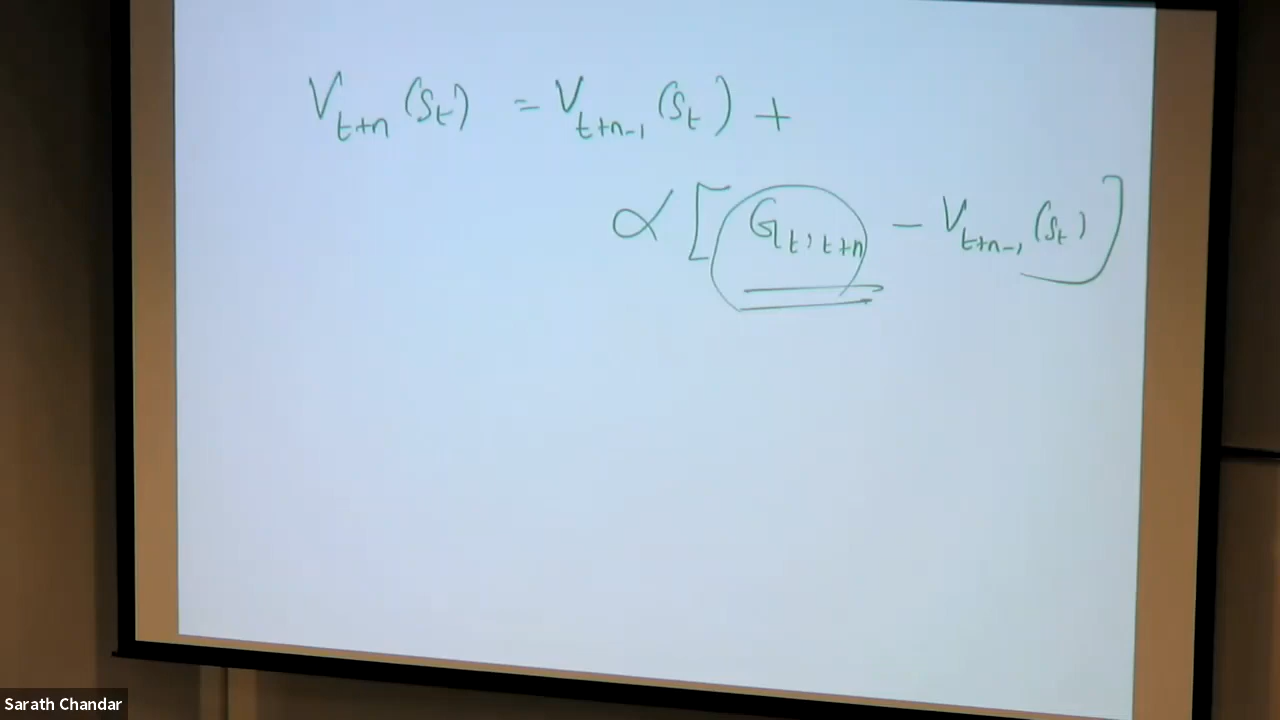 V_{t+n}(S_t) = V_{t+n-1}(S_t) +
α [G_{t,t+n} - V_{t+n-1}(S_t)]
Sarath Chandar